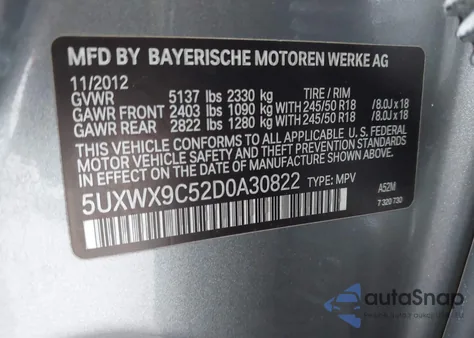 MFD BY BAYERISCHE MOTOREN WERKE AG
11/2012
GVWR 5137 lbs 2330 kg TIRE / RIM
GAWR FRONT 2403 lbs 1090 kg WITH 245/50 R18 /8.0J x 18
GAWR REAR 2822 lbs 1280 kg WITH 245/50 R18 /8.0J x 18
THIS VEHICLE CONFORMS TO ALL APPLICABLE U.S. FEDERAL
MOTOR VEHICLE SAFETY, BUMPER, AND THEFT PREVENTION STANDARDS
IN EFFECT ON THE DATE OF MANUFACTURE SHOWN ABOVE.
5UXWX9C52D0A30822 TYPE: MPV
A52M
7 320 730
autoSnap